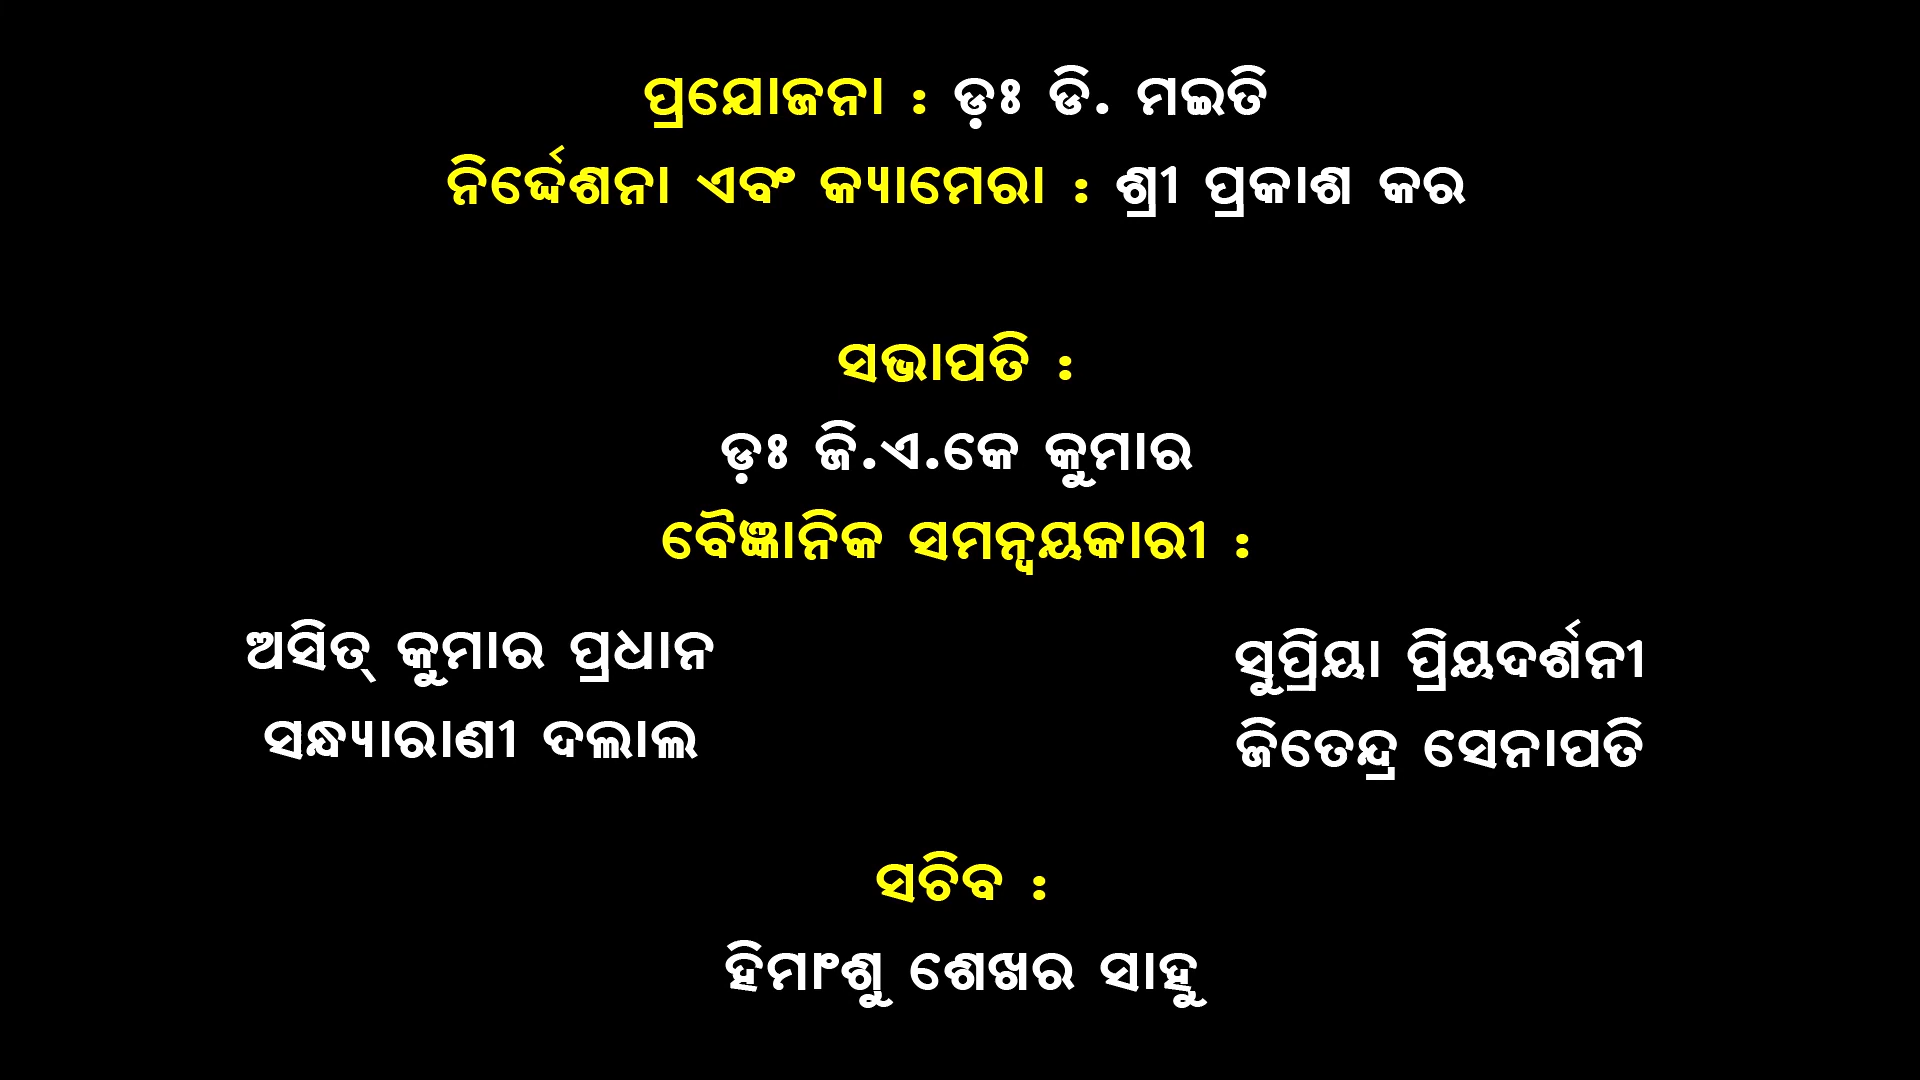 ପ୍ରଯୋଜନା : ଡ଼ଃ ଡି. ମଇତି
ନିର୍ଦ୍ଦେଶନା ଏବଂ କ୍ୟାମେରା : ଶ୍ରୀ ପ୍ରକାଶ କର
ସଭାପତି :
ଡ଼ଃ ଜି.ଏ.କେ କୁମାର
ବୈଜ୍ଞାନିକ ସମନ୍ୱୟକାରୀ :
ଅସିତ୍ କୁମାର ପ୍ରଧାନ
ସନ୍ଧ୍ୟାରାଣୀ ଦଲାଲ
ସୁପ୍ରିୟା ପ୍ରିୟଦର୍ଶନୀ
ଜିତେନ୍ଦ୍ର ସେନାପତି
ସଚିବ :
ହିମାଂଶୁ ଶେଖର ସାହୁ